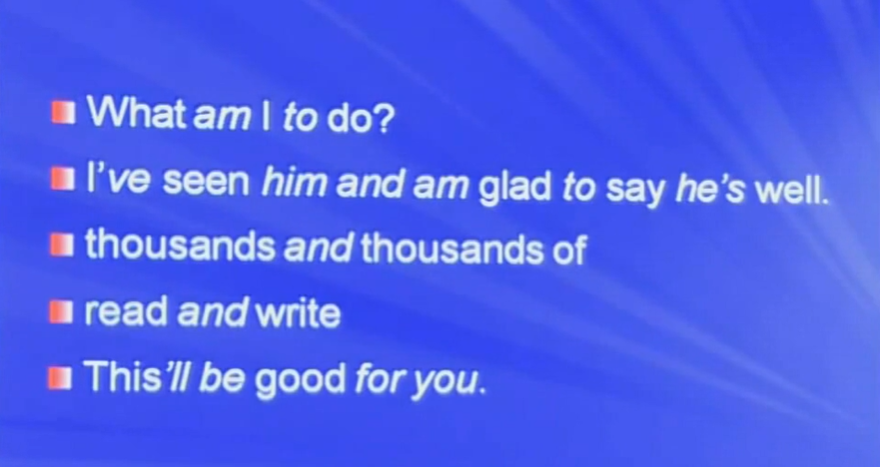 What am I to do?
I've seen him and am glad to say he's well.
thousands and thousands of
read and write
This'll be good for you.